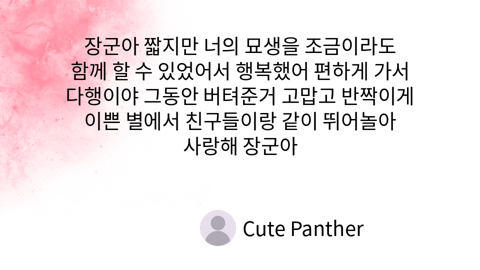 장군아 짧지만 너의 묘생을 조금이라도
함께 할 수 있었어서 행복했어 편하게 가서
다행이야 그동안 버텨준거 고맙고 반짝이게
이쁜 별에서 친구들이랑 같이 뛰어놀아
사랑해 장군아
Cute Panther